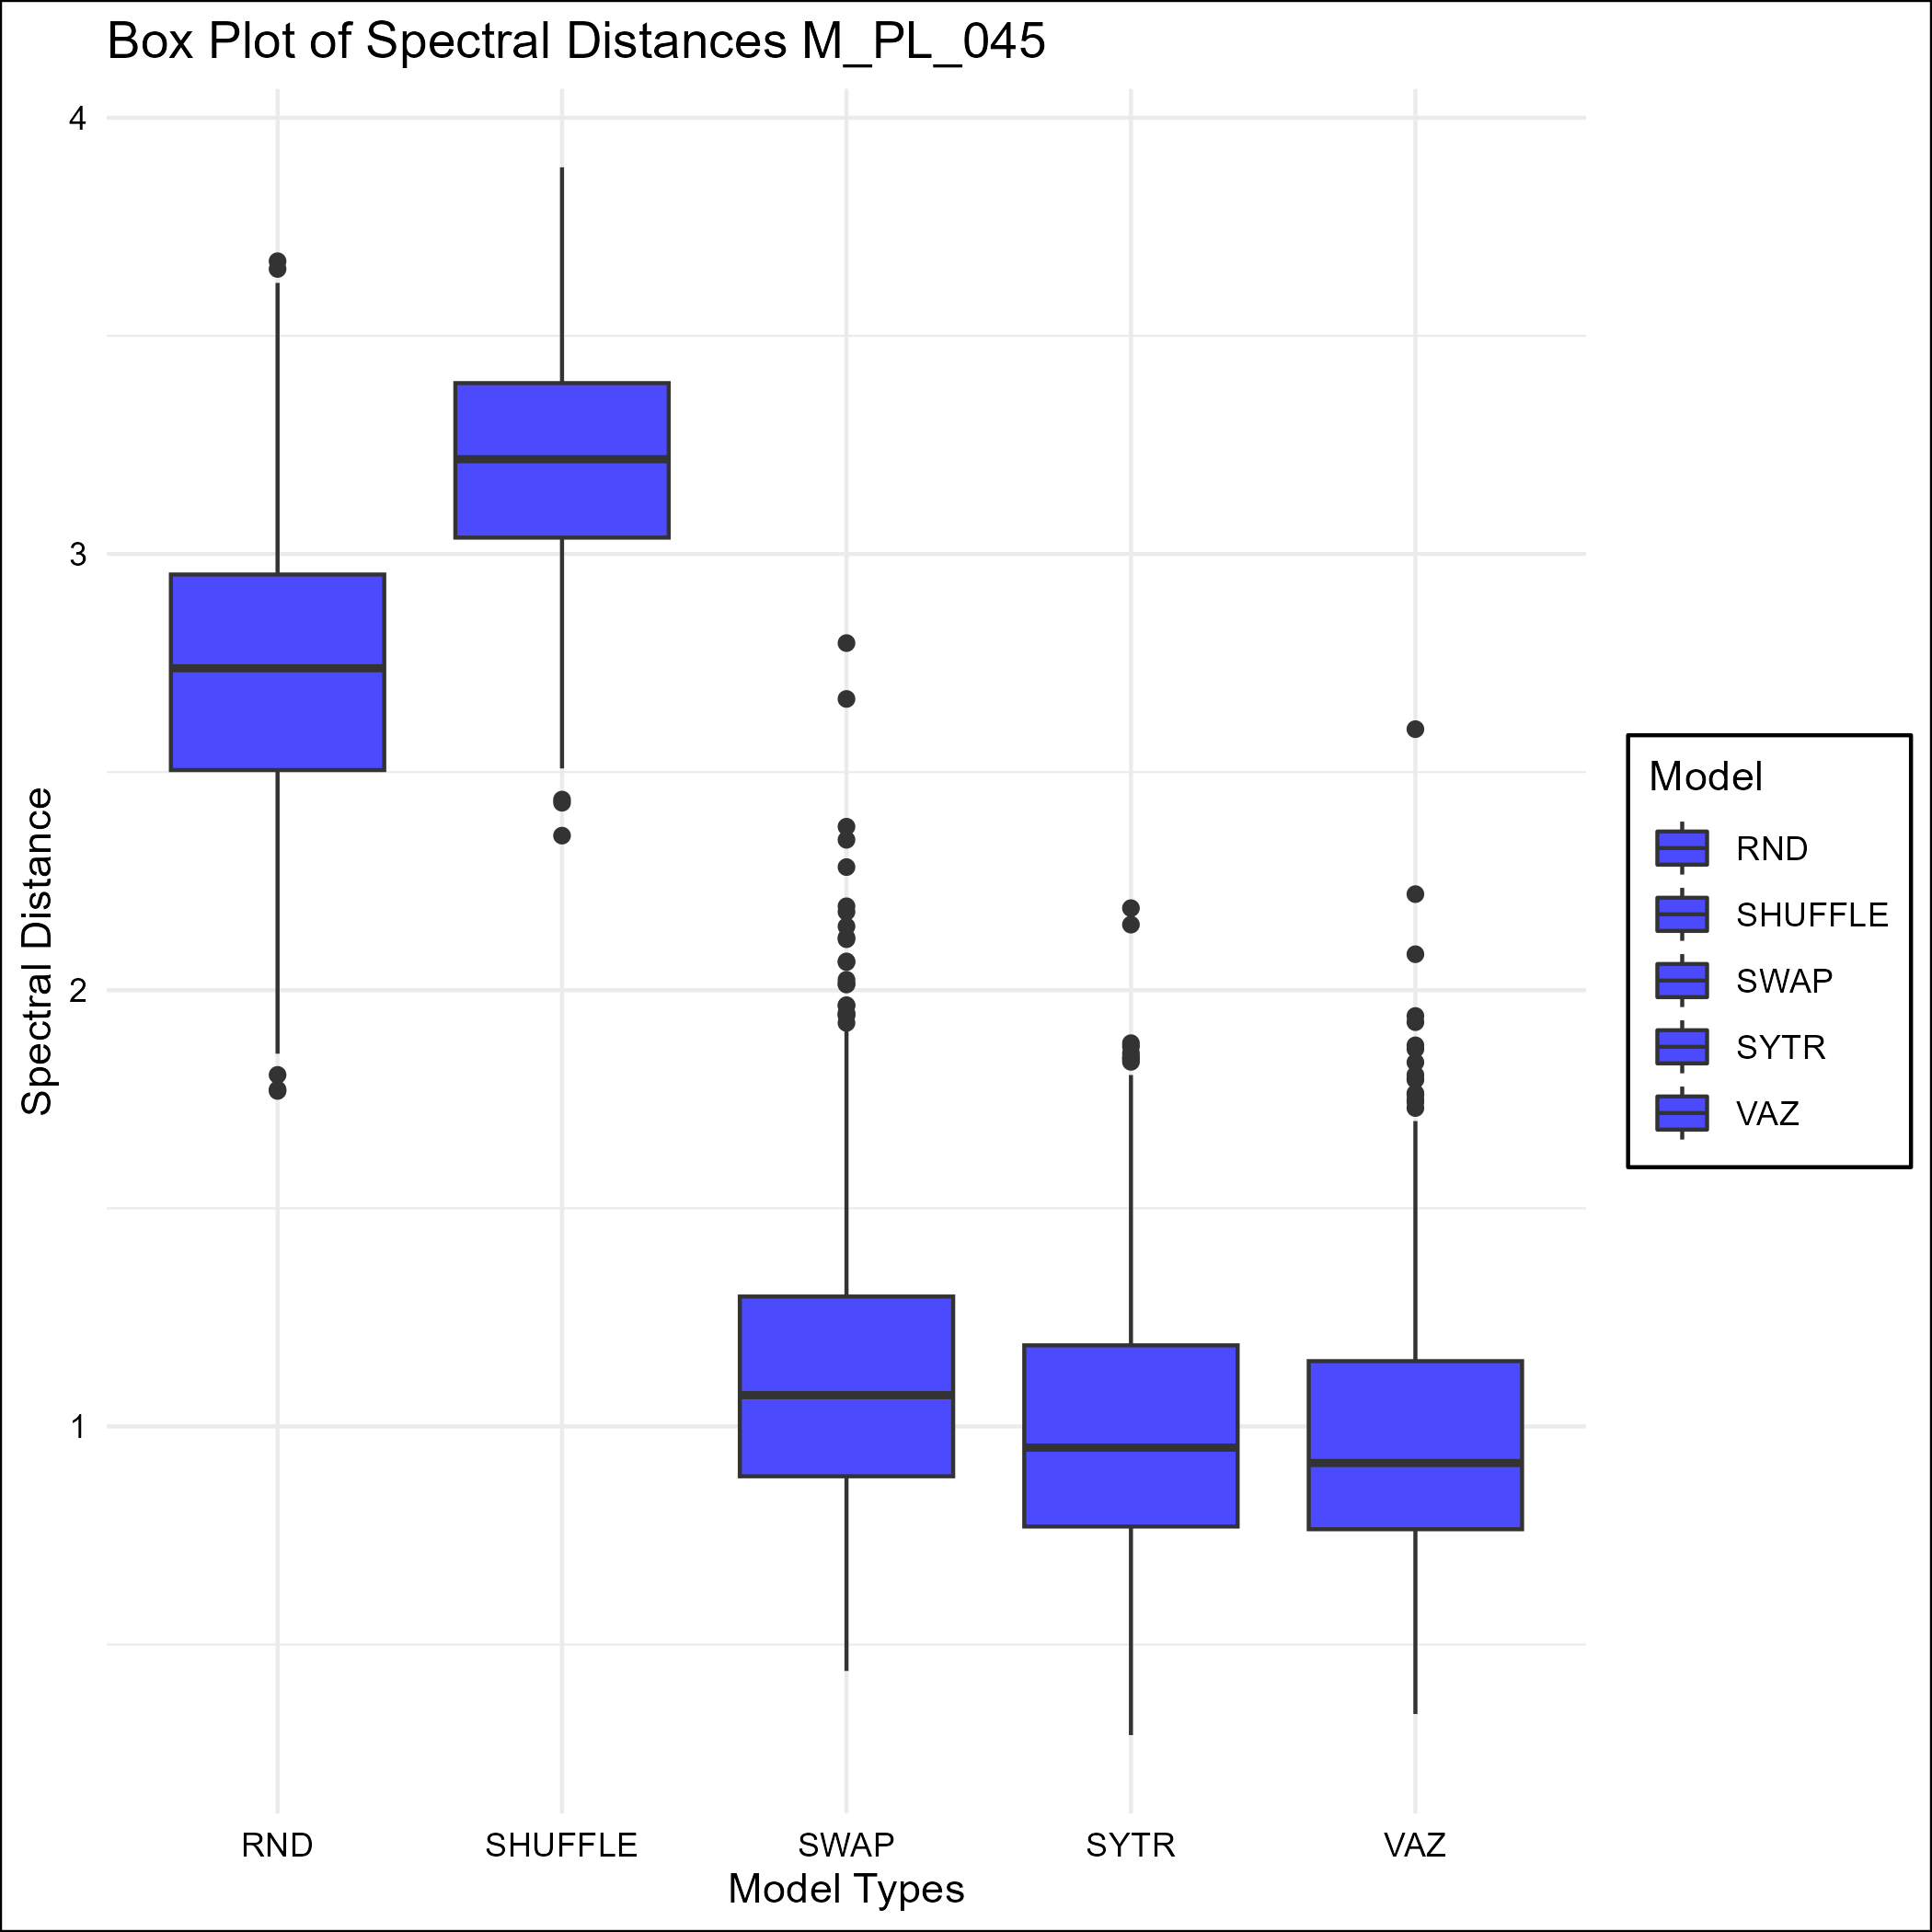 Box Plot of Spectral Distances M_PL_045
4
3
2
1
Spectral Distance
RND
SHUFFLE
SWAP
SYTR
VAZ
Model Types
Model
RND
SHUFFLE
SWAP
SYTR
VAZ